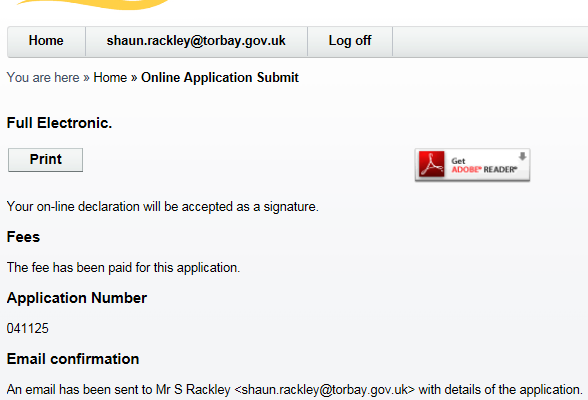 Home shaun.rackley@torbay.gov.uk Log off
You are here » Home » Online Application Submit
Full Electronic.
Print
Get
ADOBE® READER®
Your on-line declaration will be accepted as a signature.
Fees
The fee has been paid for this application.
Application Number
041125
Email confirmation
An email has been sent to Mr S Rackley <shaun.rackley@torbay.gov.uk> with details of the application.